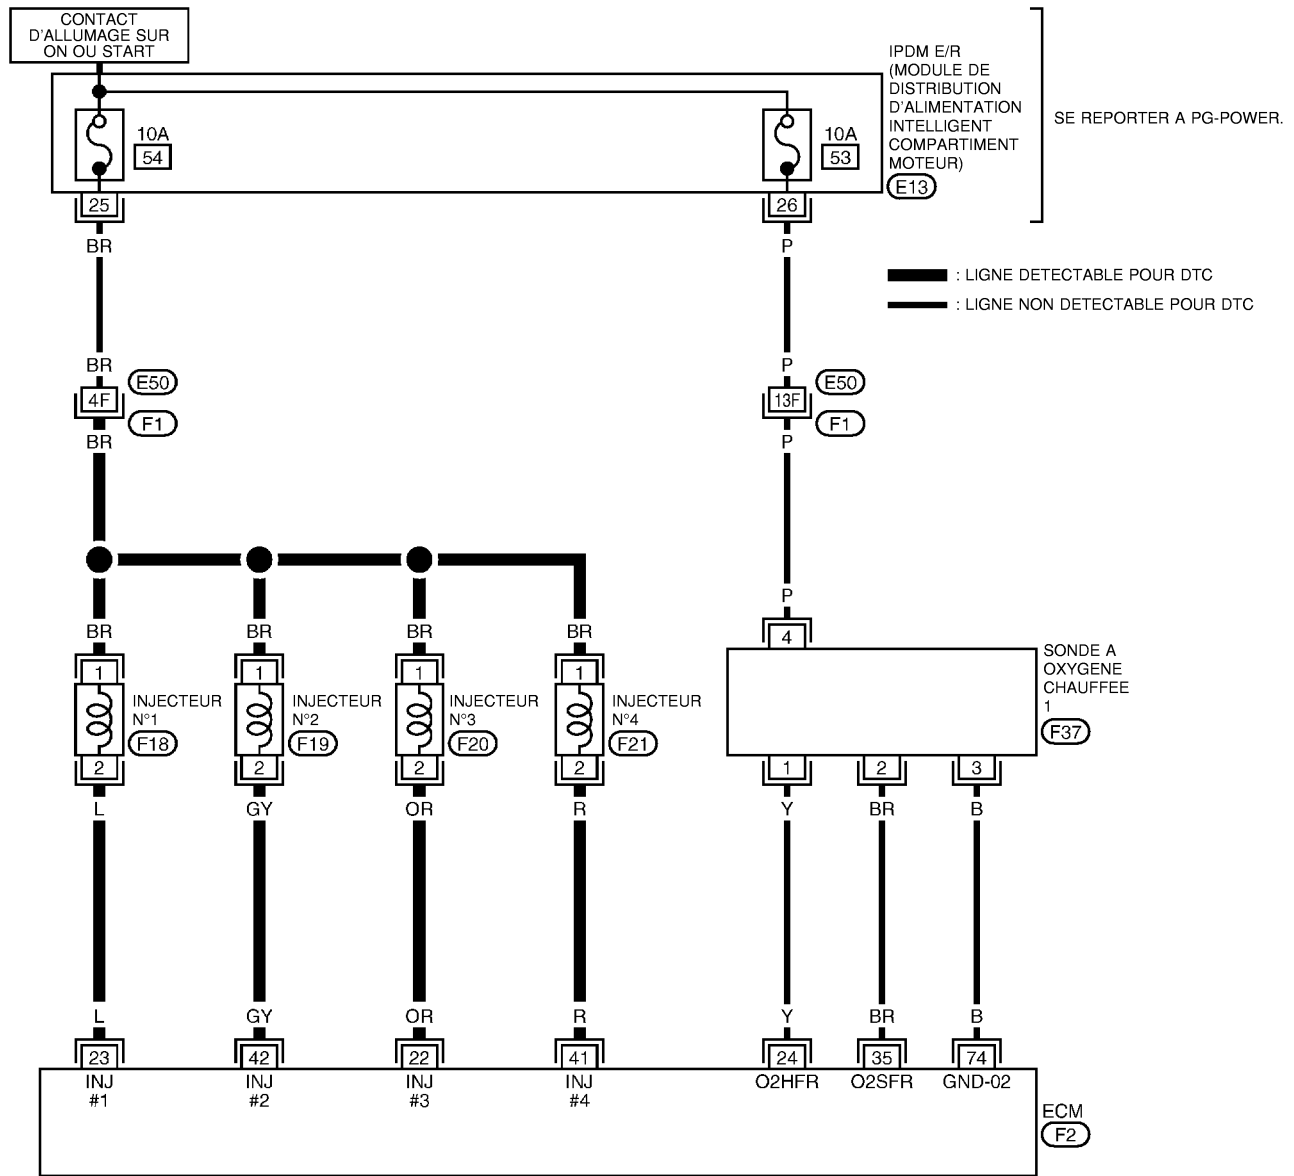 CONTACT
D'ALLUMAGE SUR
ON OU START
IPDM E/R
(MODULE DE
DISTRIBUTION
D'ALIMENTATION
INTELLIGENT
COMPARTIMENT
MOTEUR)
E13
SE REPORTER A PG-POWER.
10A
54
10A
53
25
26
BR
P
: LIGNE DETECTABLE POUR DTC
: LIGNE NON DETECTABLE POUR DTC
BR
P
E50
E50
4F
13F
F1
F1
BR
P
P
BR
BR
BR
BR
4
1
1
1
1
SONDE A
OXYGENE
CHAUFFEE
1
F37
INJECTEUR
N°1
F18
INJECTEUR
N°2
F19
INJECTEUR
N°3
F20
INJECTEUR
N°4
F21
2
2
2
2
1
2
3
L
GY
OR
R
Y
BR
B
L
GY
OR
R
Y
BR
B
23
42
22
41
24
35
74
INJ
#1
INJ
#2
INJ
#3
INJ
#4
O2HFR
O2SFR
GND-02
ECM
F2